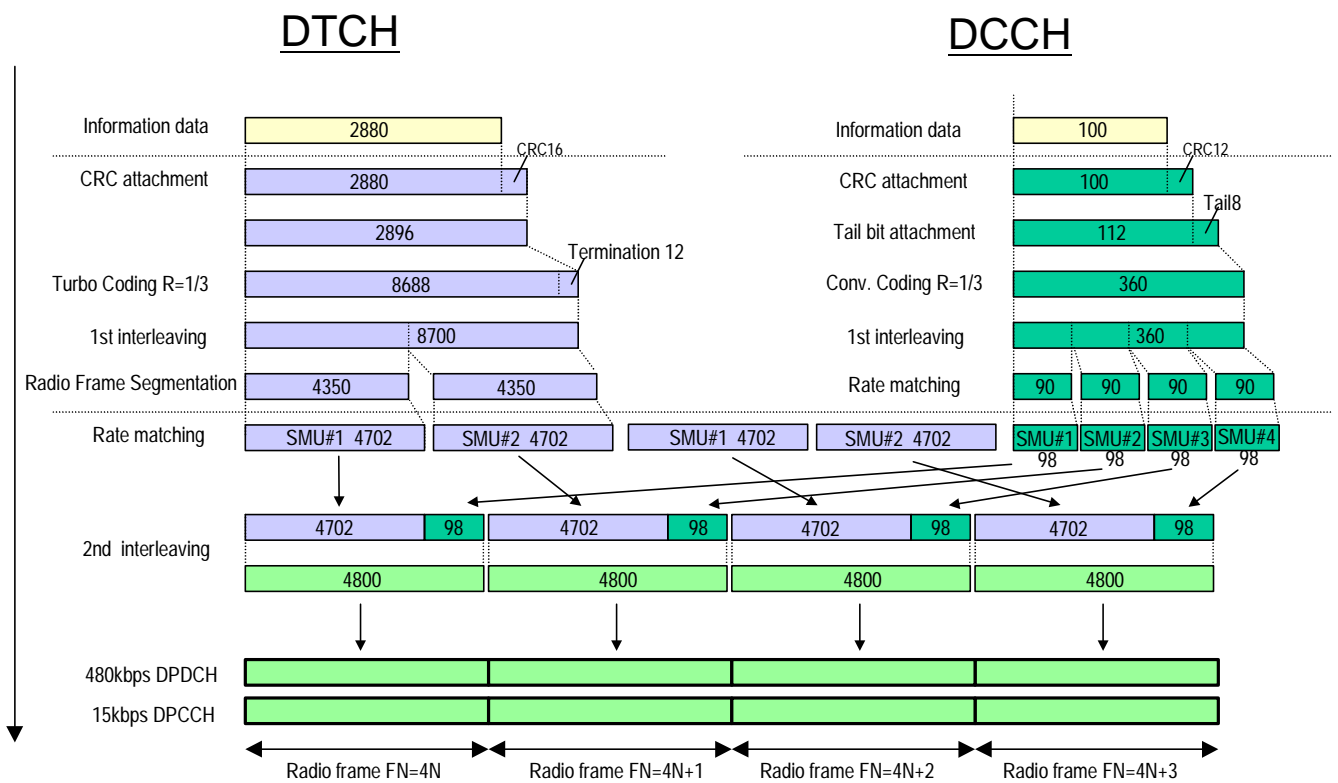 DTCH
DCCH
Information data
2880
Information data
100
CRC16
CRC12
CRC attachment
2880
CRC attachment
100
Tail8
2896
Tail bit attachment
112
Termination 12
Turbo Coding R=1/3
8688
Conv. Coding R=1/3
360
1st interleaving
8700
1st interleaving
360
Radio Frame Segmentation
4350
4350
Rate matching
90
90
90
90
Rate matching
SMU#1 4702
SMU#2 4702
SMU#1 4702
SMU#2 4702
SMU#1
SMU#2
SMU#3
SMU#4
98
98
98
98
2nd interleaving
4702
98
4702
98
4702
98
4702
98
4800
4800
4800
4800
480kbps DPDCH
15kbps DPCCH
Radio frame FN=4N
Radio frame FN=4N+1
Radio frame FN=4N+2
Radio frame FN=4N+3